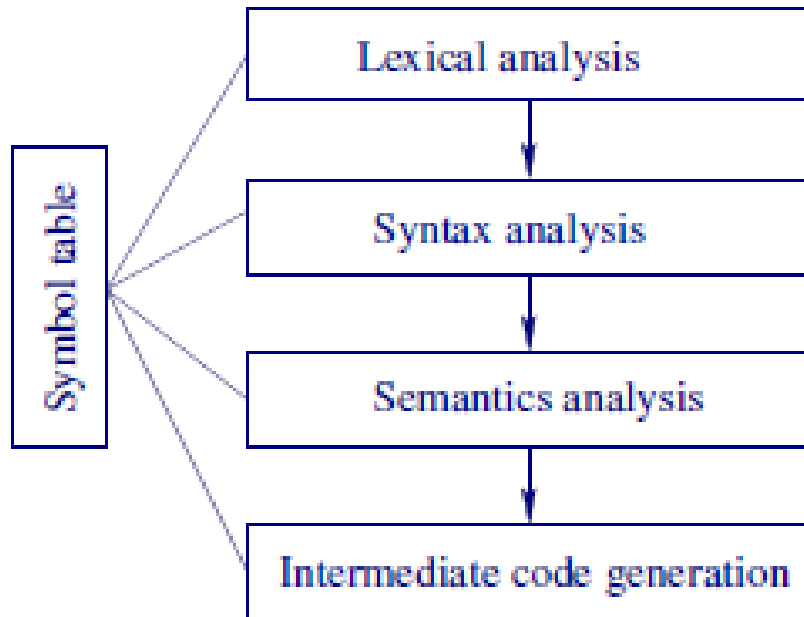 Lexical analysis
Symbol table
Syntax analysis
Semantics analysis
Intermediate code generation